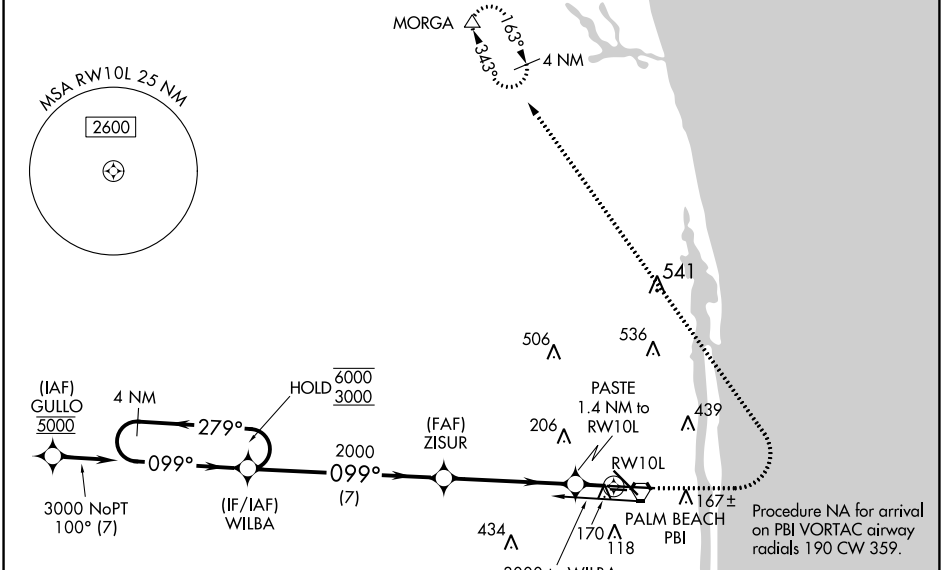 MORGA
163°
343°
4 NM
MSA RW10L 25 NM
2600
541
506
536
(IAF)
GULLO
5000
4 NM
279°
099°
HOLD 6000
3000
(FAF)
ZISUR
PASTE
1.4 NM to
RW10L
206
439
2000
099°
(7)
RW10L
3000 NoPT
100° (7)
(IF/IAF)
WILBA
434
170
118
167±
PALM BEACH
PBI
Procedure NA for arrival
on PBI VORTAC airway
radials 190 CW 359.
to WILBA